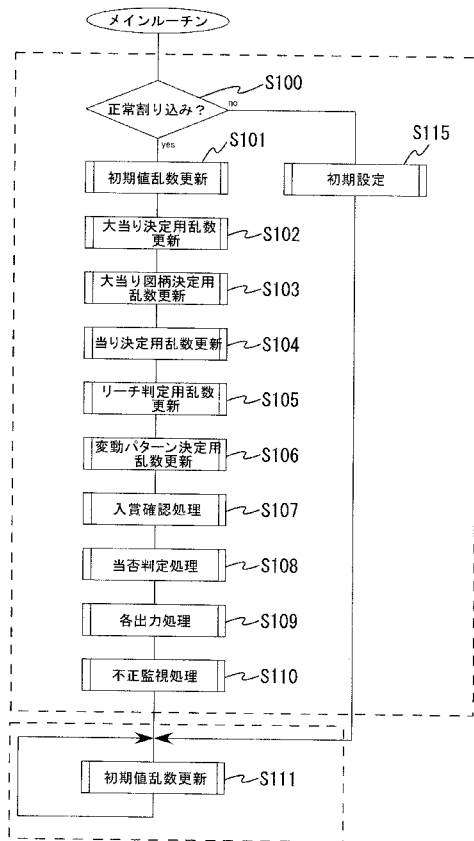 メインルーチン
正常割り込み？
S100
no
yes
S101
初期値乱数更新
S115
初期設定
大当り決定用乱数
更新
S102
大当り図柄決定用
乱数更新
S103
当り決定用乱数更新
S104
リーチ判定用乱数
更新
S105
変動パターン決定用
乱数更新
S106
入賞確認処理
S107
当否判定処理
S108
各出力処理
S109
不正監視処理
S110
初期値乱数更新
S111